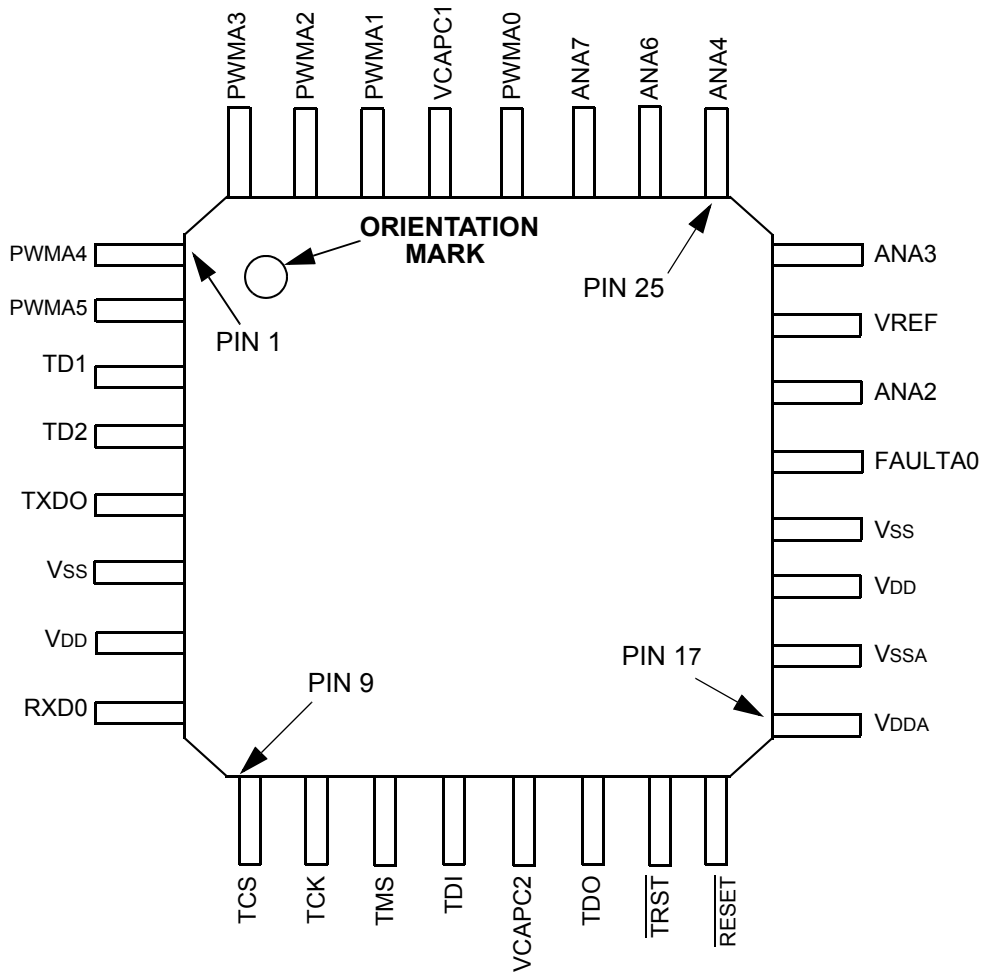 PWMA3
PWMA2
PWMA1
VCAPC1
PWMA0
ANA7
ANA6
ANA4
ORIENTATION
MARK
PIN 25
PIN 1
PWMA4
PWMA5
TD1
TD2
TXDO
VSS
VDD
RXD0
ANA3
VREF
ANA2
FAULTA0
VSS
VDD
VSSA
VDDA
PIN 17
PIN 9
TCS
TCK
TMS
TDI
VCAPC2
TDO
TRST
RESET